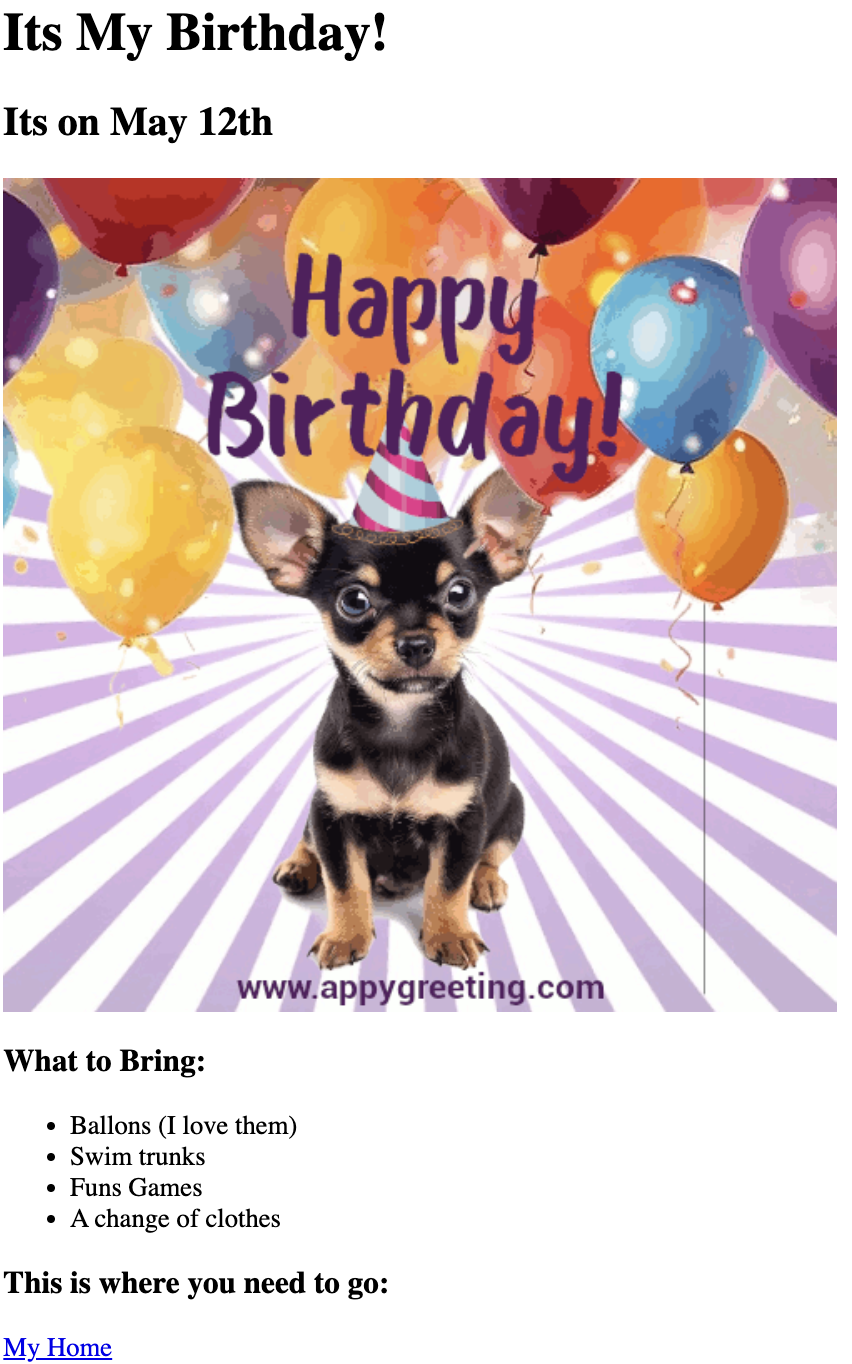 Its My Birthday!
Its on May 12th
Happy
Birthday!
www.appygreeting.com
What to Bring:
Ballons (I love them)
Swim trunks
Funs Games
A change of clothes
This is where you need to go:
My Home